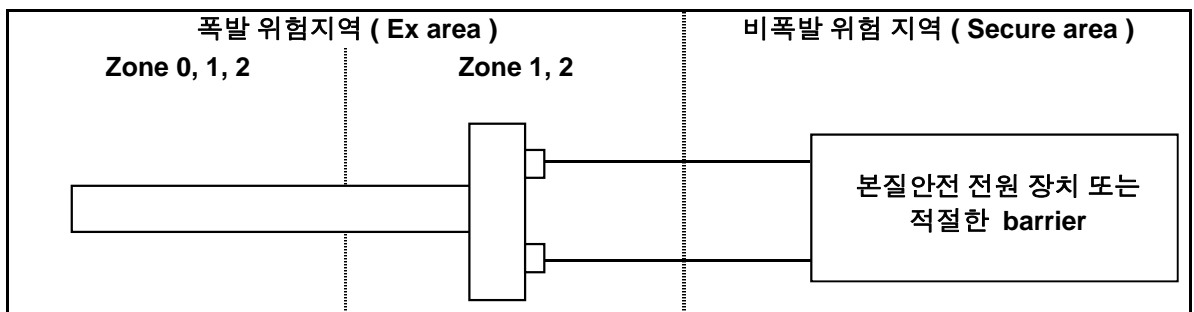 폭발 위험지역 ( Ex area )
비폭발 위험 지역 ( Secure area )
Zone 0, 1, 2
Zone 1, 2
본질안전 전원 장치 또는
적절한 barrier